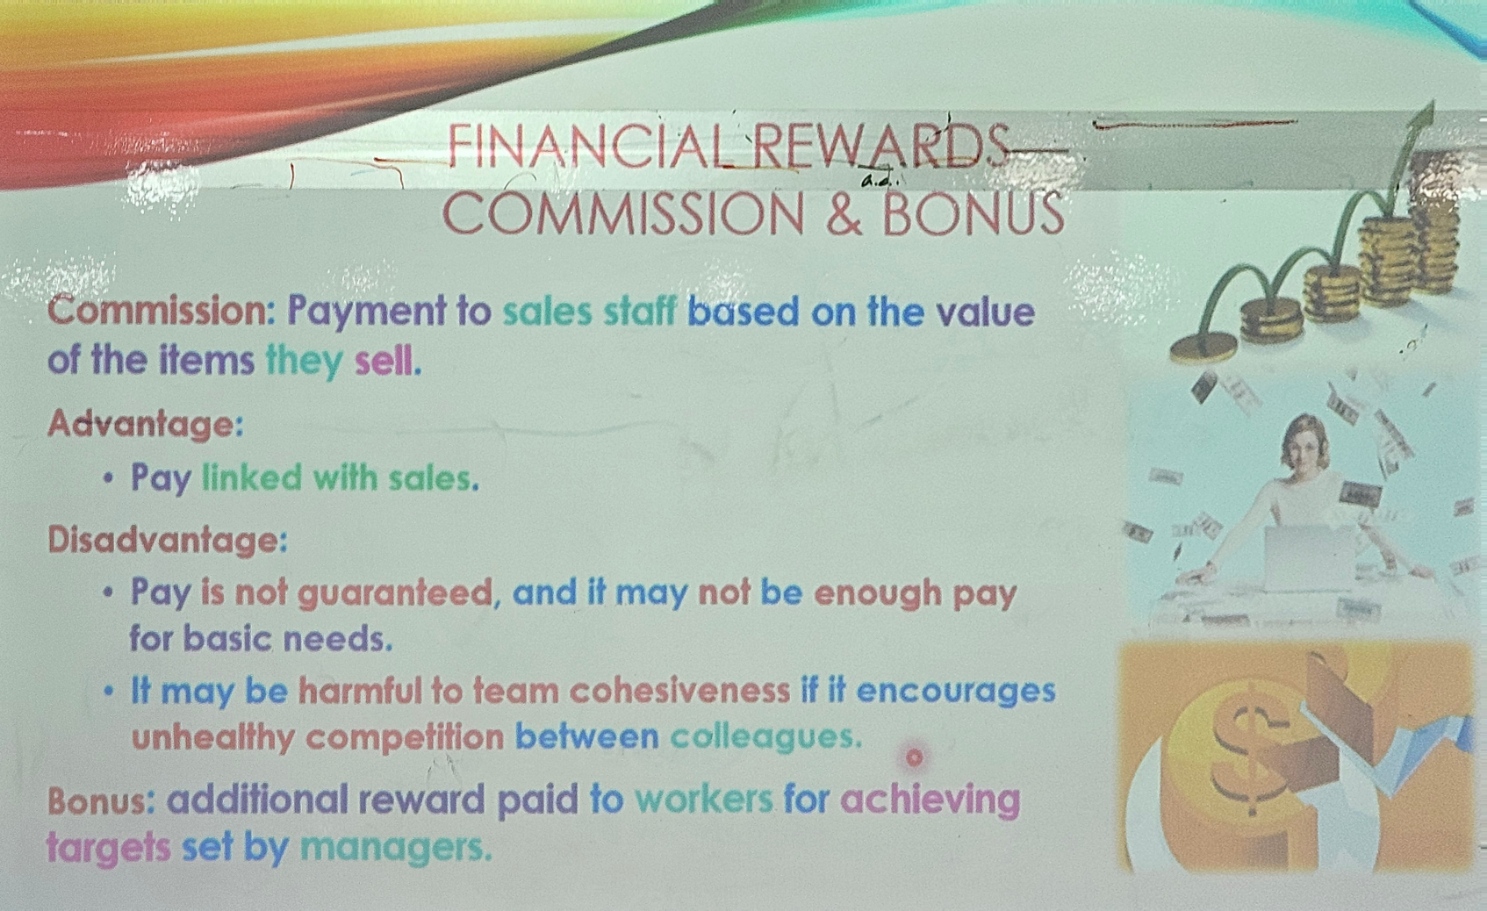 FINANCIAL REWARDS
COMMISSION & BONUS
Commission: Payment to sales staff based on the value
of the items they sell.
Advantage:
• Pay linked with sales.
Disadvantage:
• Pay is not guaranteed, and it may not be enough pay
for basic needs.
• It may be harmful to team cohesiveness if it encourages
unhealthy competition between colleagues.
Bonus: additional reward paid to workers for achieving
targets set by managers.